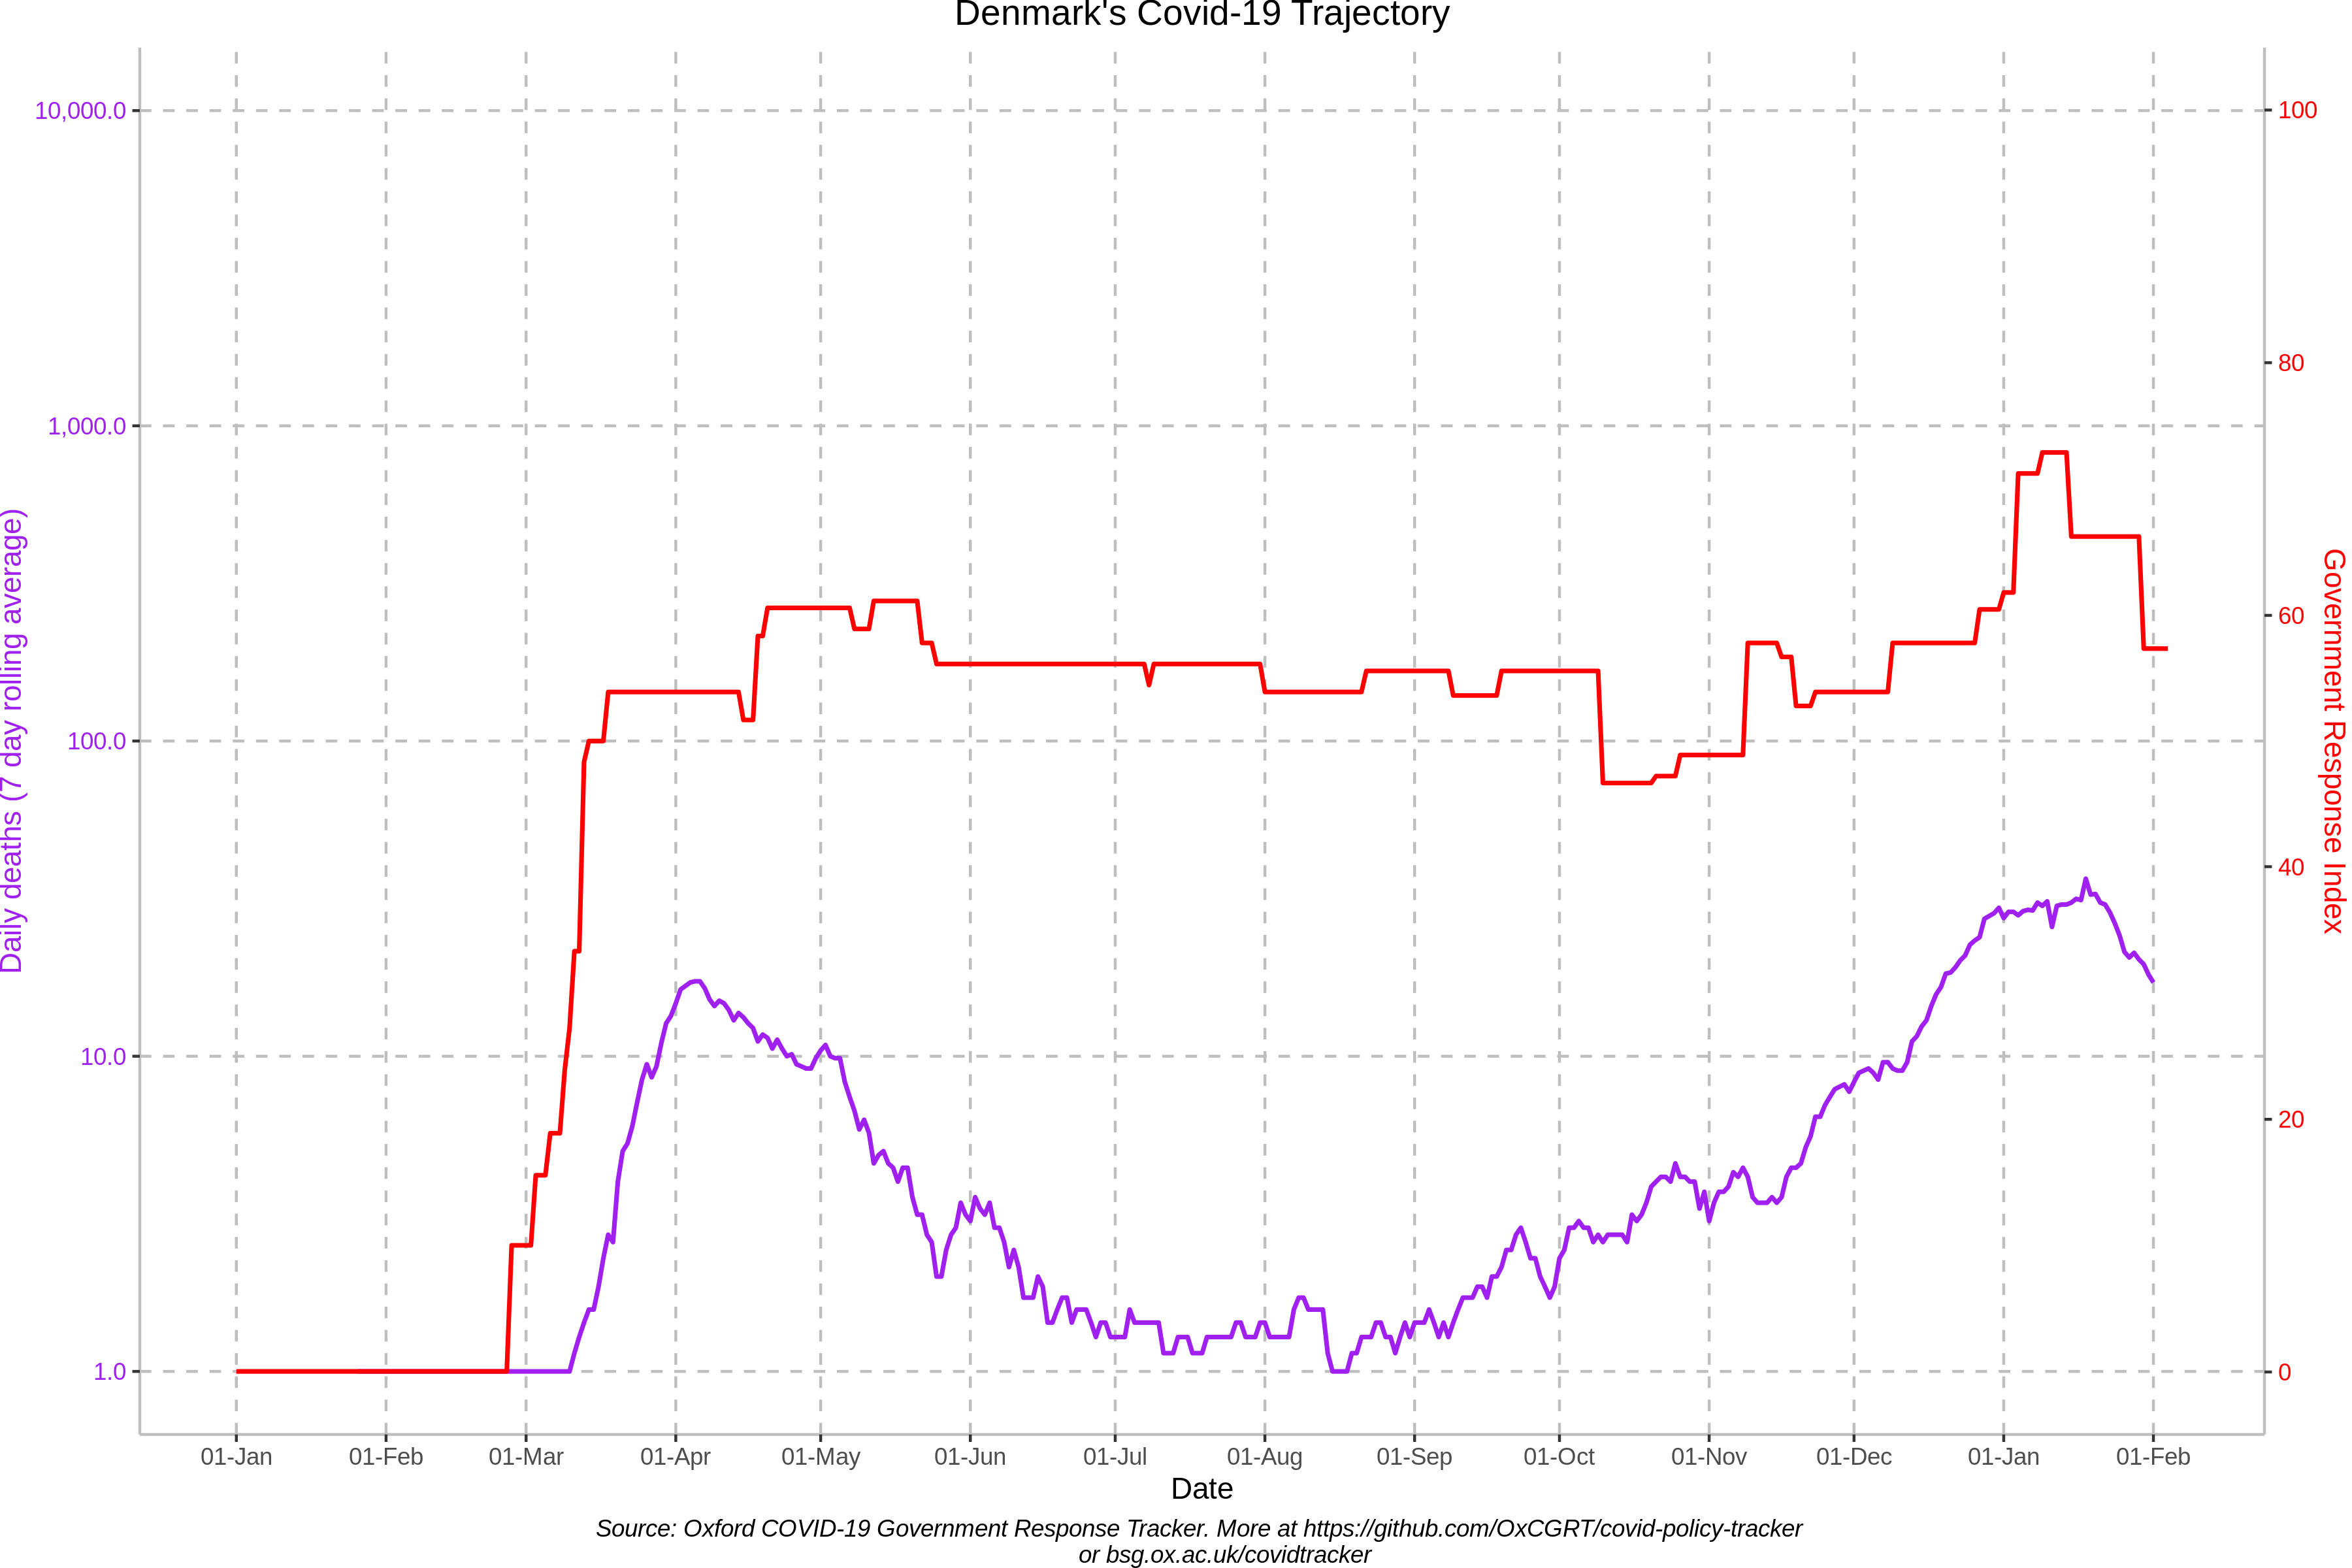 Denmark's Covid-19 Trajectory
10,000.0
1,000.0
100.0
10.0
1.0
Daily deaths (7 day rolling average)
100
80
60
40
20
0
Government Response Index
01-Jan 01-Feb 01-Mar 01-Apr 01-May 01-Jun 01-Jul 01-Aug 01-Sep 01-Oct 01-Nov 01-Dec 01-Jan 01-Feb
Date
Source: Oxford COVID-19 Government Response Tracker. More at https://github.com/OxCGRT/covid-policy-tracker
or bsg.ox.ac.uk/covidtracker